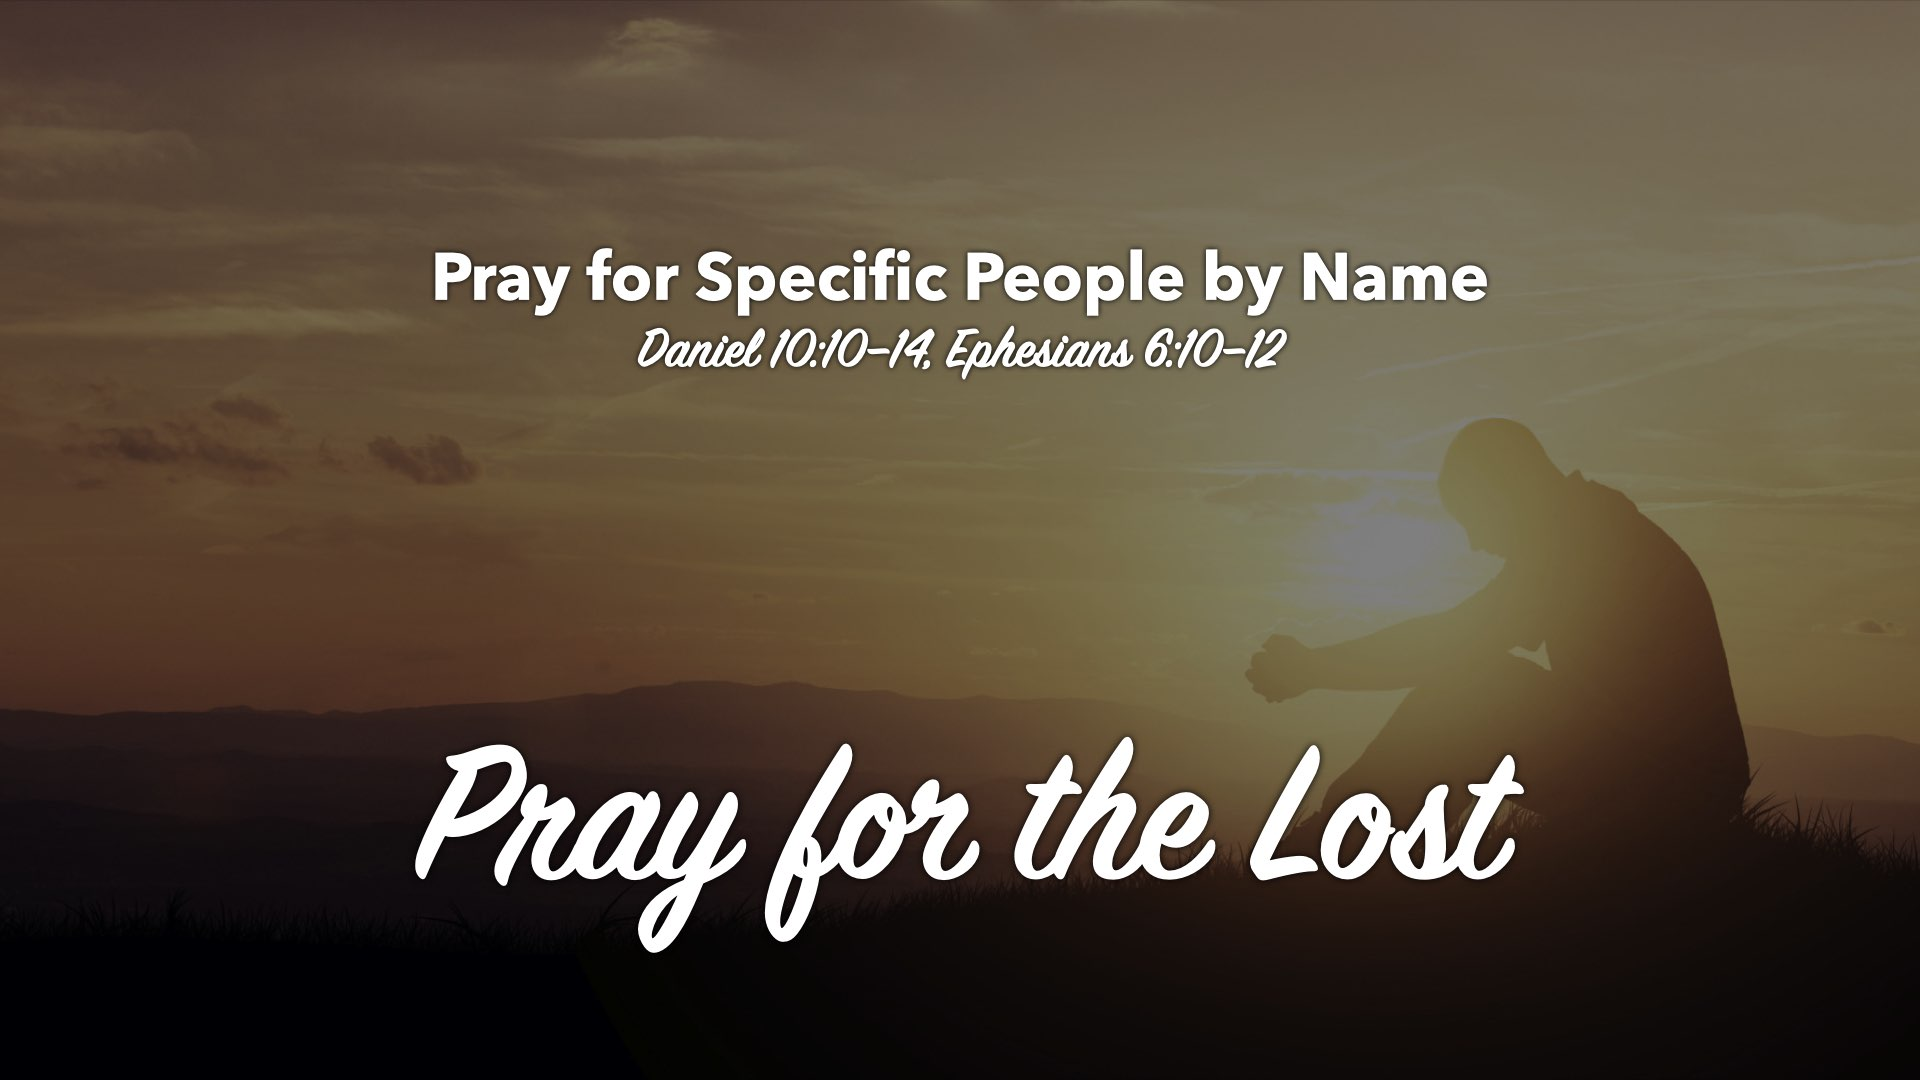 Pray for Specific People by Name
Daniel 10:10–14, Ephesians 6:10–12
Pray for the Lost